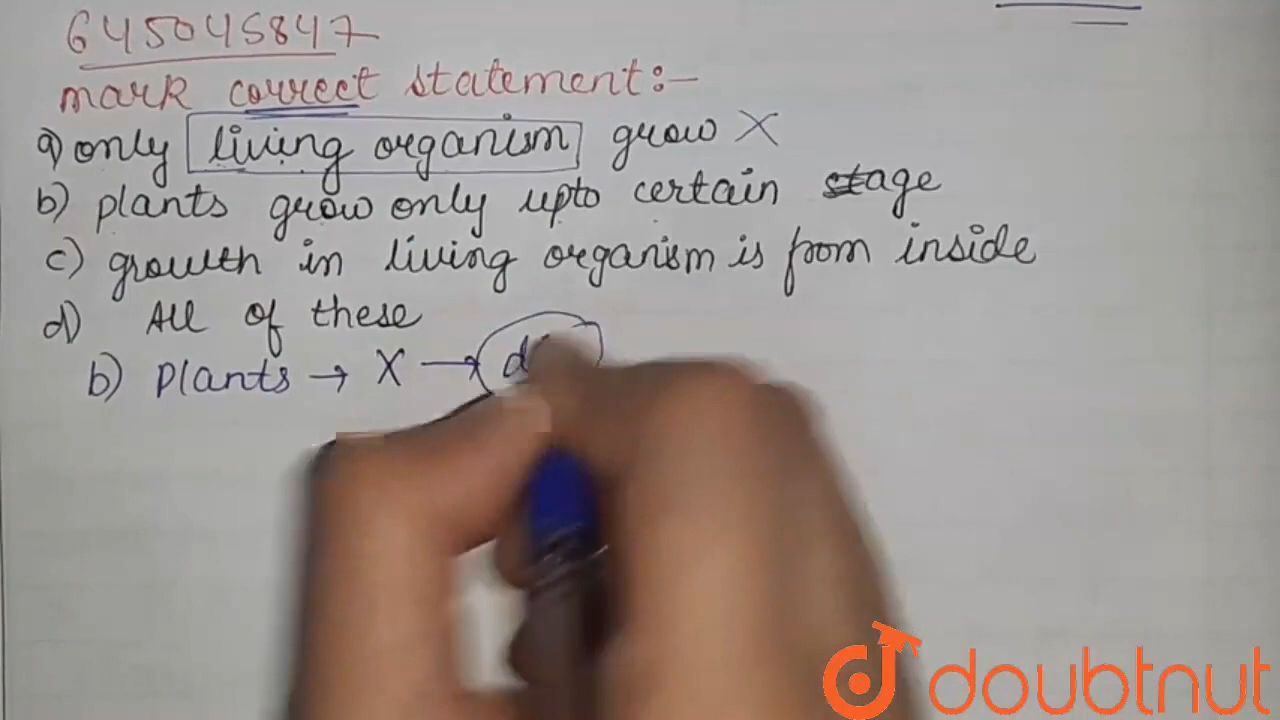 645045847
mark correct statement:-
a) only living organism grow X
b) plants grow only upto certain stage
c) growth in living organism is from inside
d) All of these
b) plants → X →
doubtnut